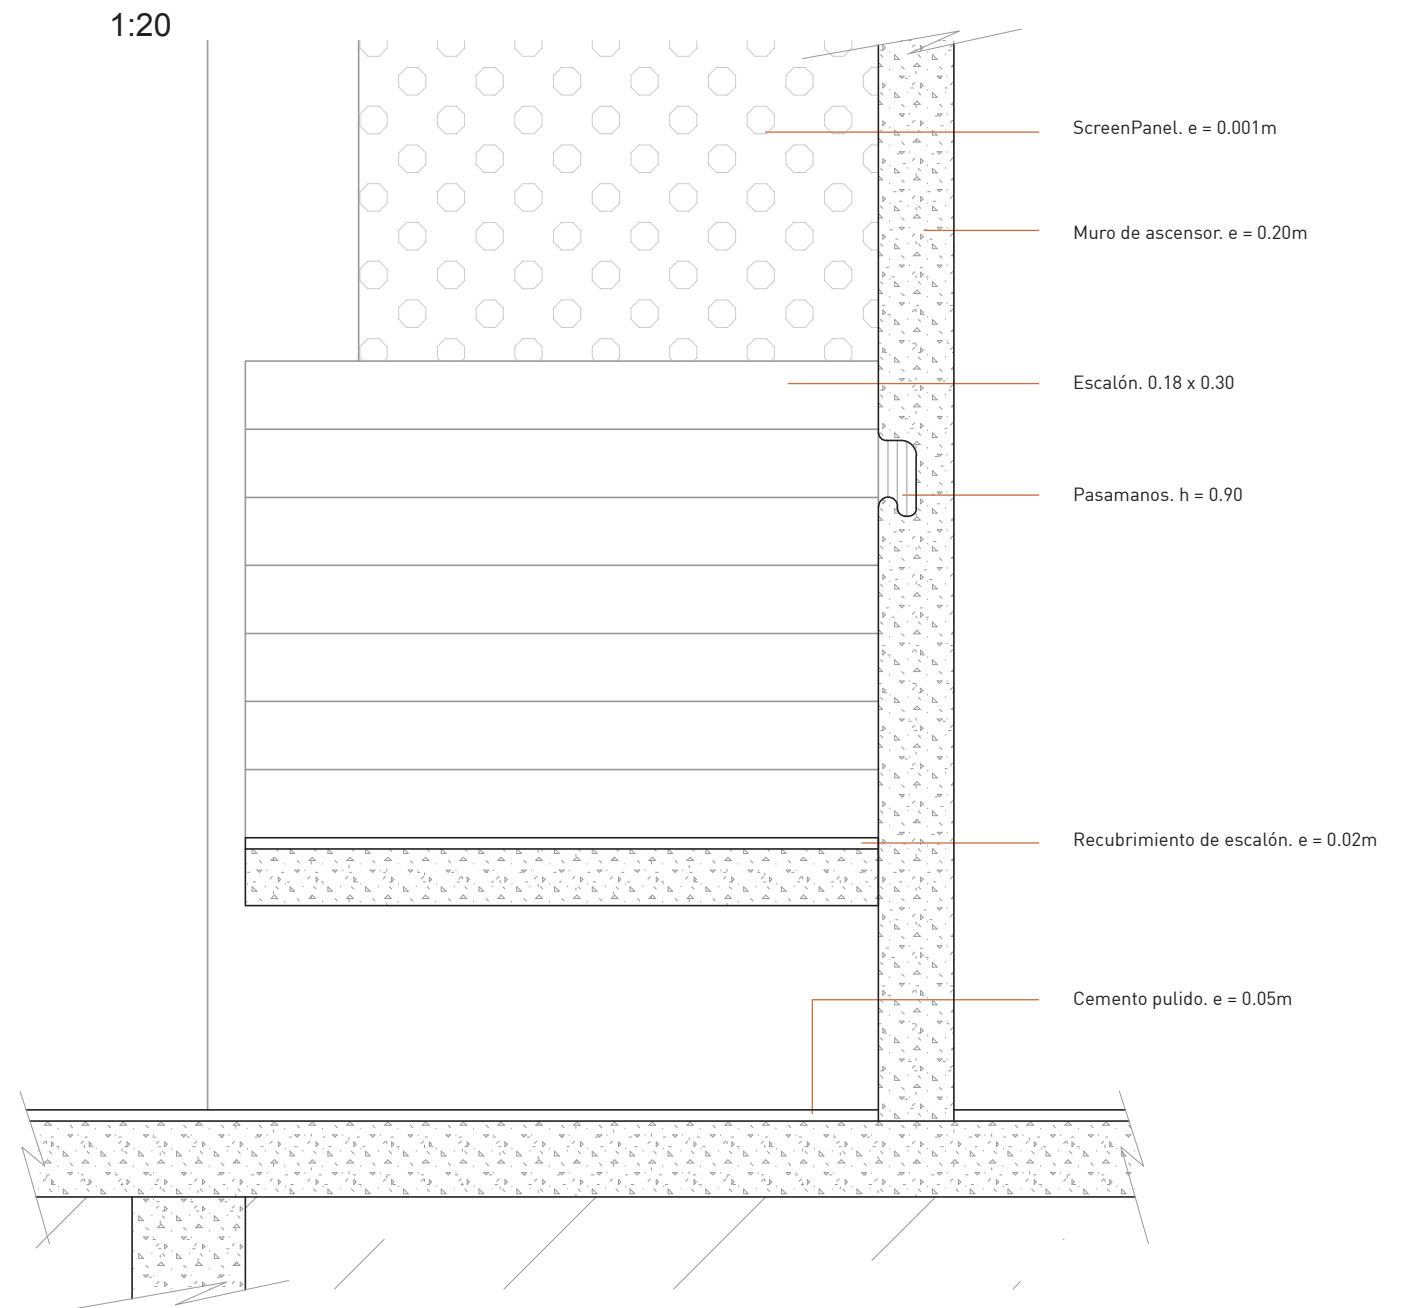 1:20
ScreenPanel. e = 0.001m
Muro de ascensor. e = 0.20m
Escalón. 0.18 x 0.30
Pasamanos. h = 0.90
Recubrimiento de escalón. e = 0.02m
Cemento pulido. e = 0.05m